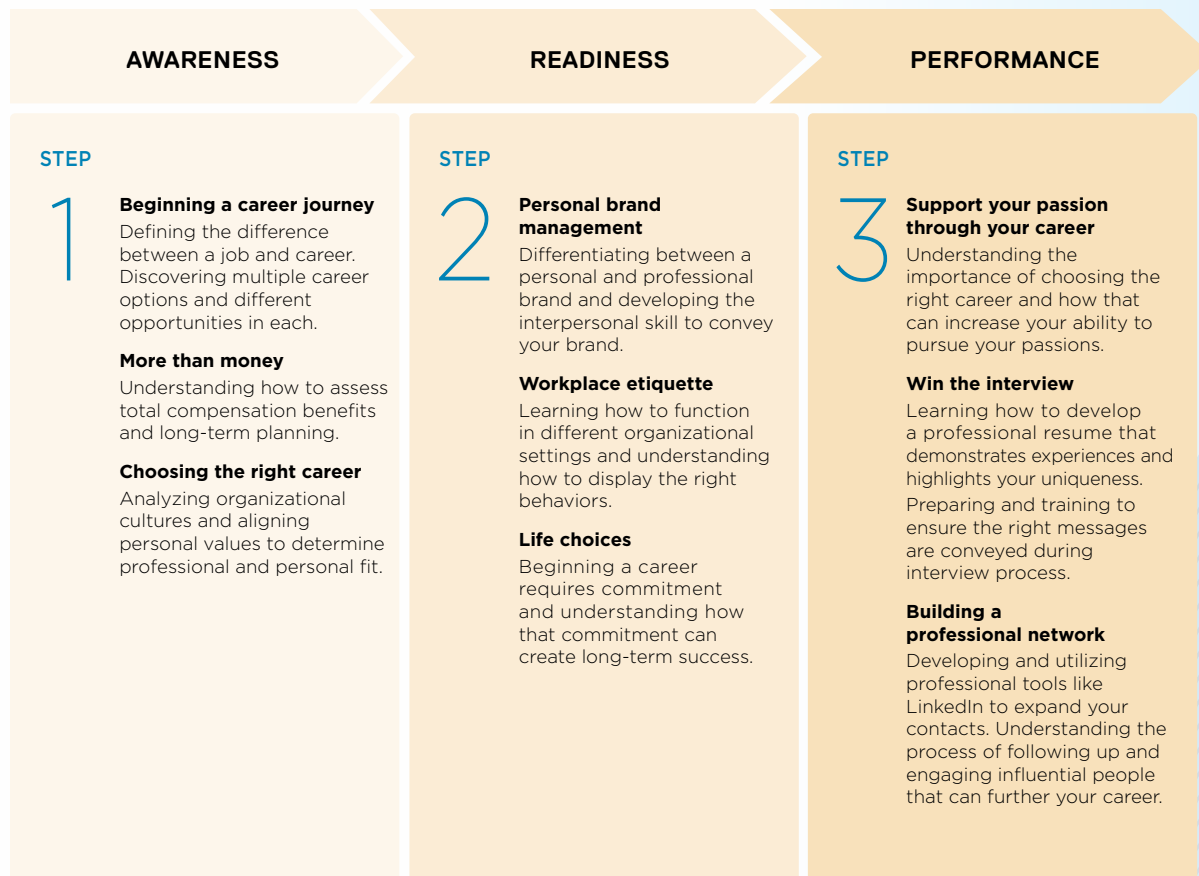 AWARENESS
READINESS
PERFORMANCE
STEP
1
Beginning a career journey
Defining the difference
between a job and career.
Discovering multiple career
options and different
opportunities in each.
More than money
Understanding how to assess
total compensation benefits
and long-term planning.
Choosing the right career
Analyzing organizational
cultures and aligning
personal values to determine
professional and personal fit.
STEP
2
Personal brand
management
Differentiating between a
personal and professional
brand and developing the
interpersonal skill to convey
your brand.
Workplace etiquette
Learning how to function
in different organizational
settings and understanding
how to display the right
behaviors.
Life choices
Beginning a career
requires commitment
and understanding how
that commitment can
create long-term success.
STEP
3
Support your passion
through your career
Understanding the
importance of choosing the
right career and how that
can increase your ability to
pursue your passions.
Win the interview
Learning how to develop
a professional resume that
demonstrates experiences and
highlights your uniqueness.
Preparing and training to
ensure the right messages
are conveyed during
interview process.
Building a
professional network
Developing and utilizing
professional tools like
LinkedIn to expand your
contacts. Understanding the
process of following up and
engaging influential people
that can further your career.